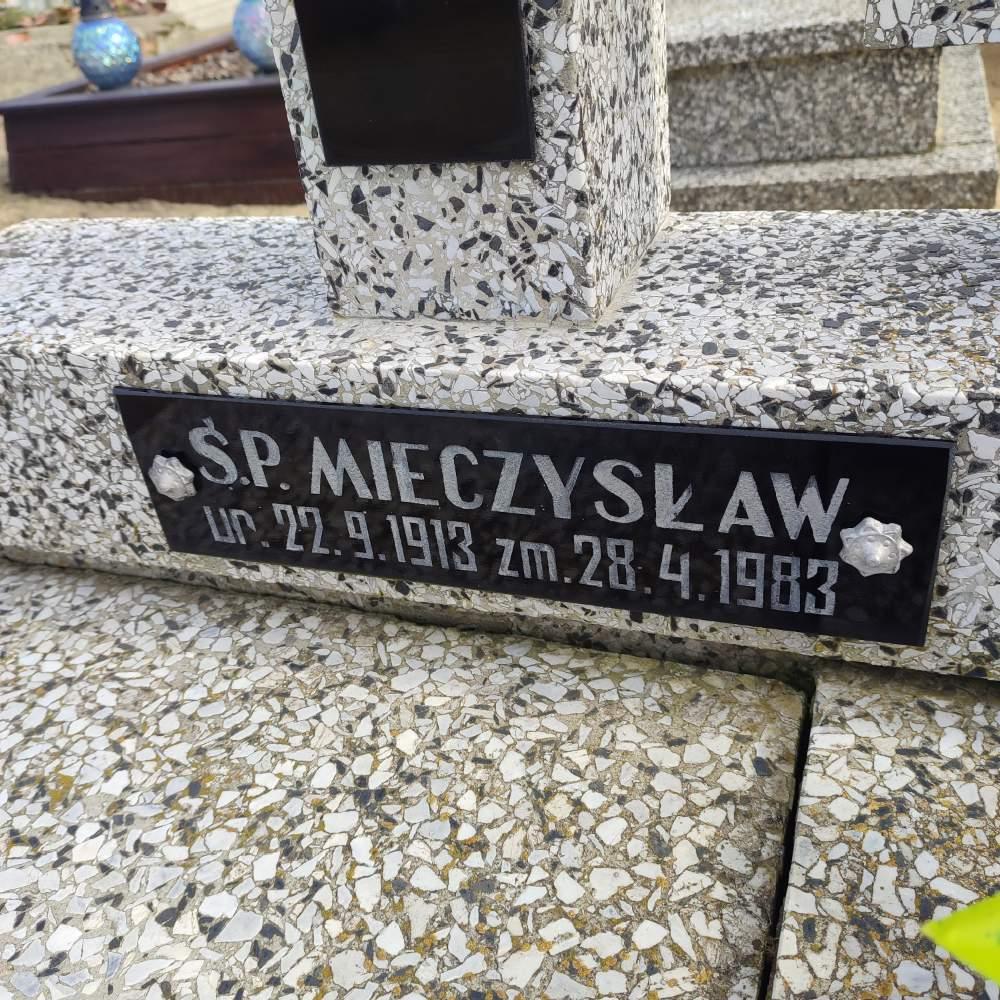 Ś.P. MIECZYSŁAW
ur. 22.9.1913 zm. 28.4.1983